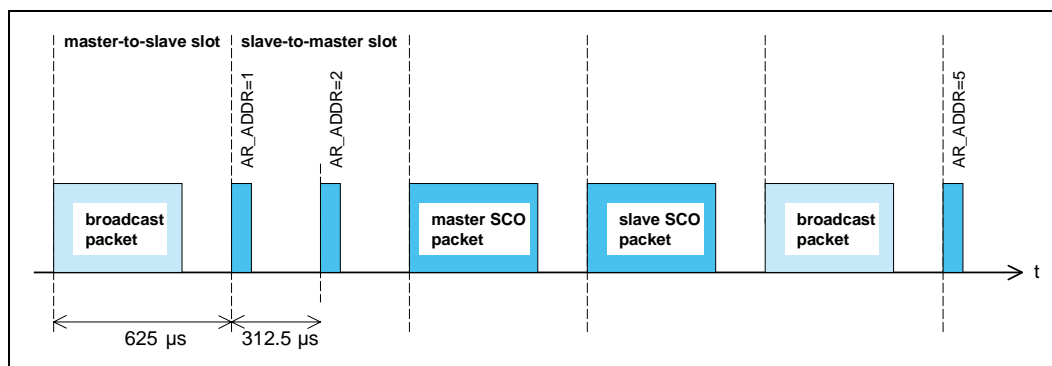 master-to-slave slot
slave-to-master slot
AR_ADDR=1
AR_ADDR=2
AR_ADDR=5
broadcast
packet
master SCO
packet
slave SCO
packet
broadcast
packet
t
625 µs
312.5 µs